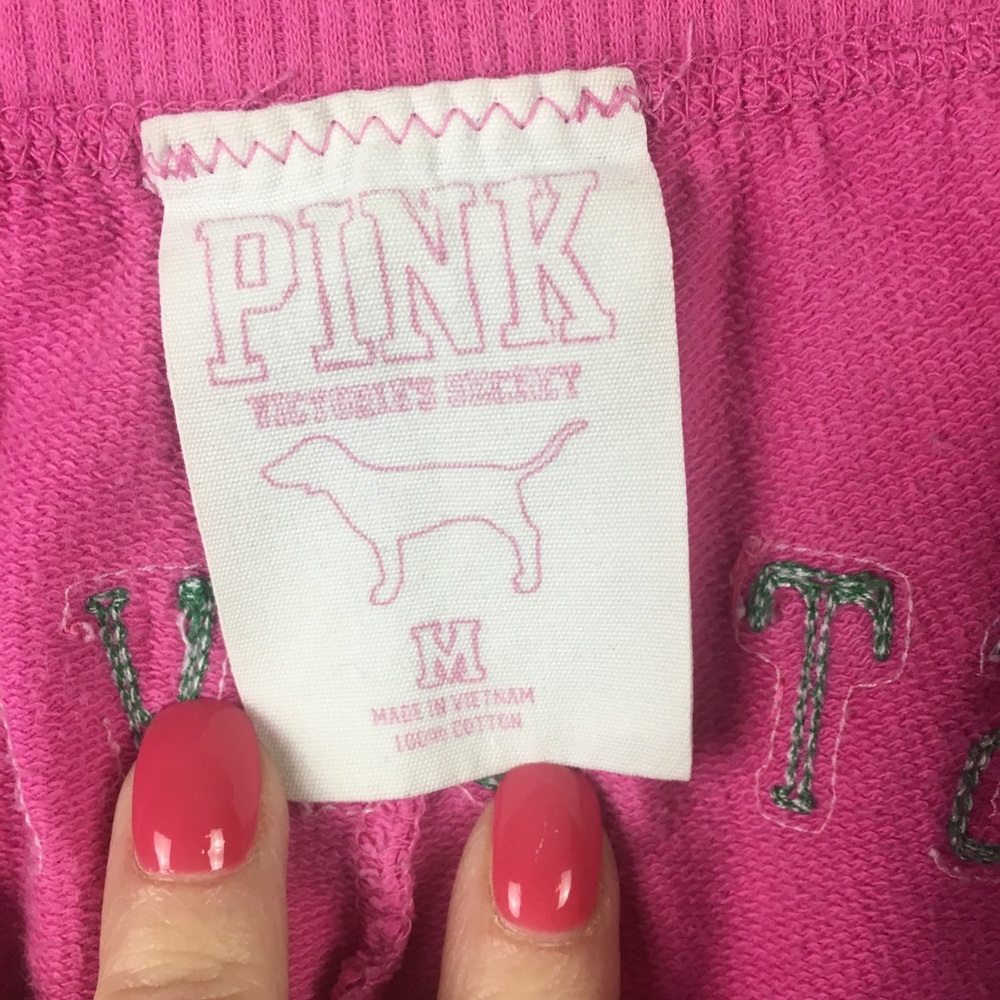 PINK
VICTORIA'S SECRET
M
MADE IN VIETNAM
100% COTTON
V T